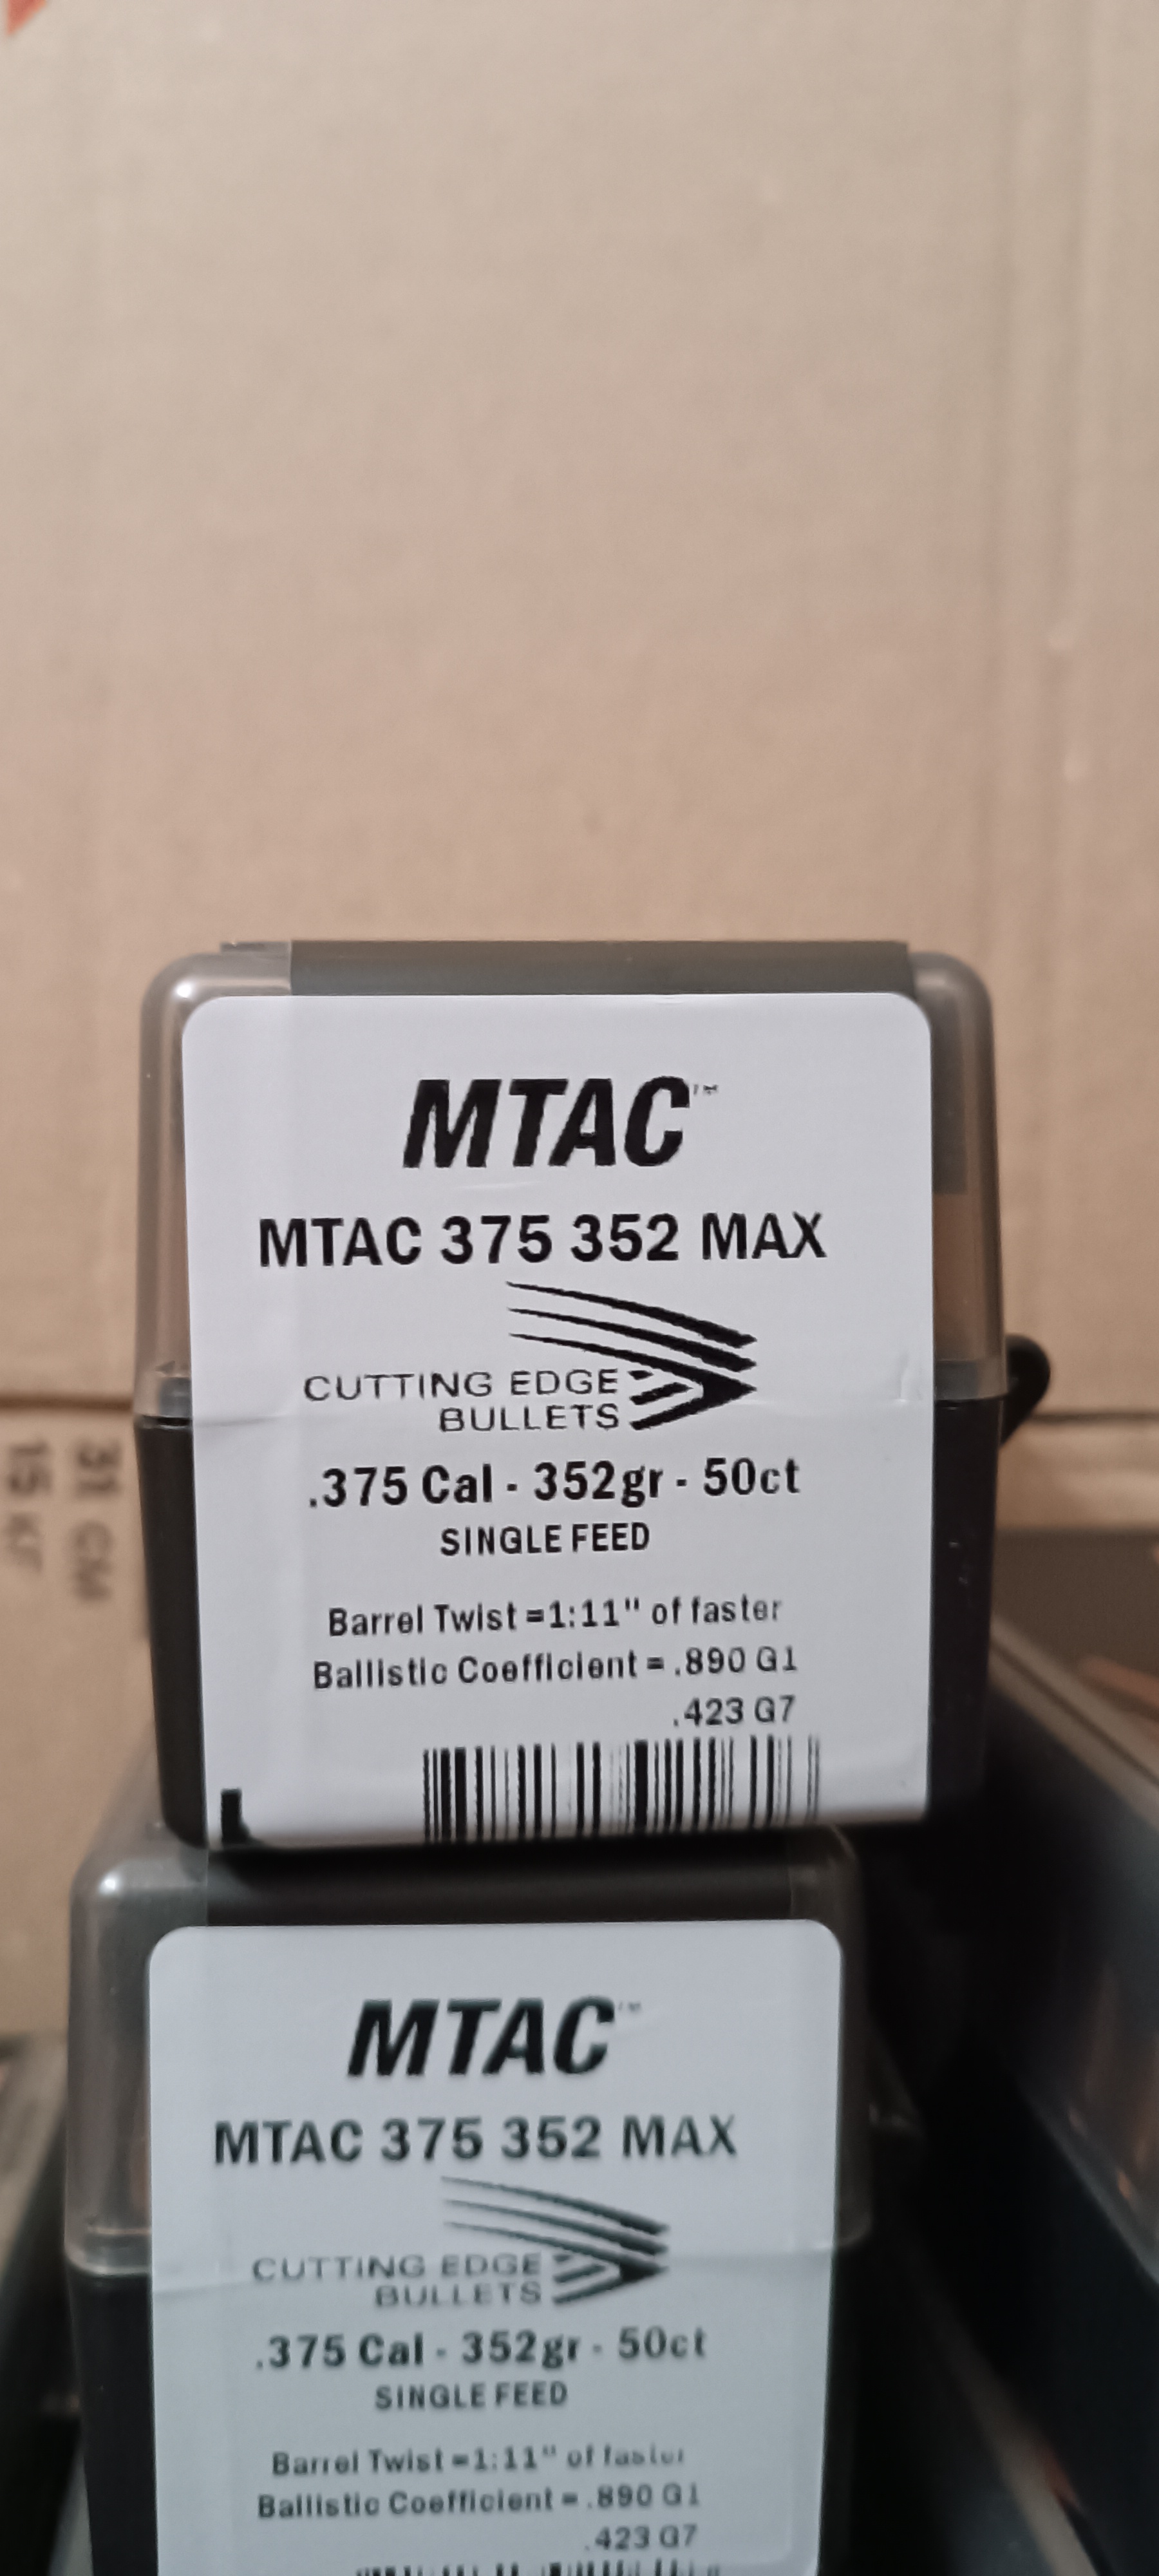 MTAC™
MTAC 375 352 MAX
CUTTING EDGE
BULLETS
.375 Cal - 352gr - 50ct
SINGLE FEED
Barrel Twist =1:11" of faster
Ballistic Coefficient = .890 G1
.423 G7
31 CM
MTAC™
MTAC 375 352 MAX
CUTTING EDGE
BULLETS
.375 Cal - 352gr - 50ct
SINGLE FEED
Barrel Twist =1:11" of faster
Ballistic Coefficient = .890 G1
.423 G7